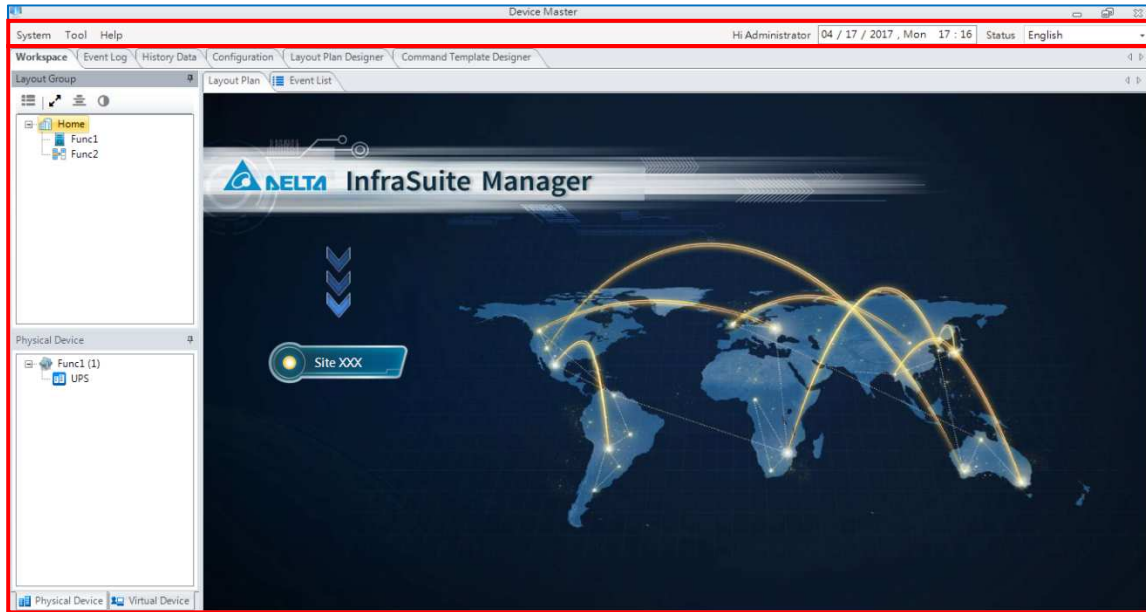 Device Master
System Tool Help Hi Administrator 04 / 17 / 2017 , Mon 17 : 16 Status English
Workspace Event Log History Data Configuration Layout Plan Designer Command Template Designer
Layout Group
Layout Plan Event List
Home
Func1
Func2
DELTA InfraSuite Manager
Site XXX
Physical Device
Func1 (1)
UPS
Physical Device Virtual Device